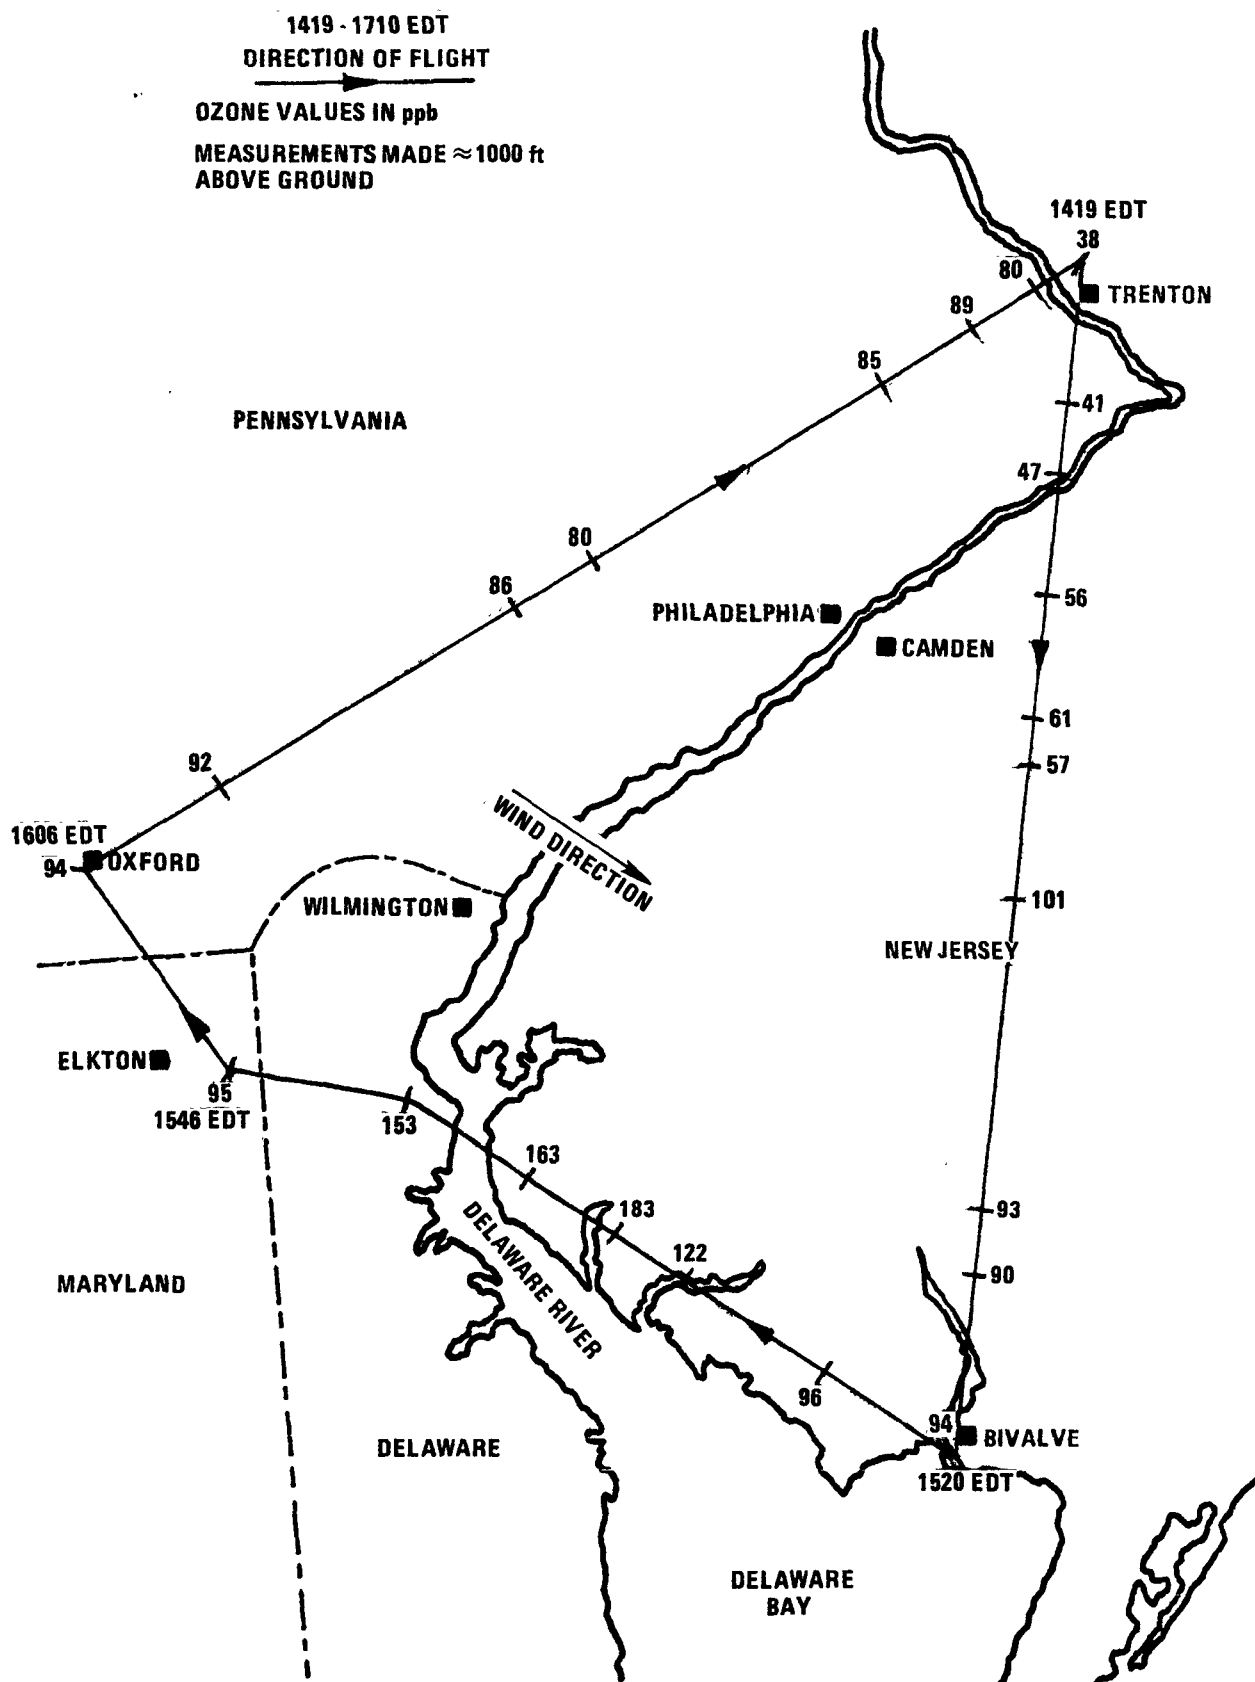 1419 - 1710 EDT
DIRECTION OF FLIGHT
OZONE VALUES IN ppb
MEASUREMENTS MADE ≈ 1000 ft
ABOVE GROUND
1419 EDT
38
80
TRENTON
89
85
41
PENNSYLVANIA
47
80
86
56
PHILADELPHIA
CAMDEN
61
92
57
WIND DIRECTION
1606 EDT
94
OXFORD
WILMINGTON
101
NEW JERSEY
ELKTON
95
1546 EDT
153
163
183
93
DELAWARE RIVER
122
90
MARYLAND
96
94
BIVALVE
DELAWARE
1520 EDT
DELAWARE
BAY